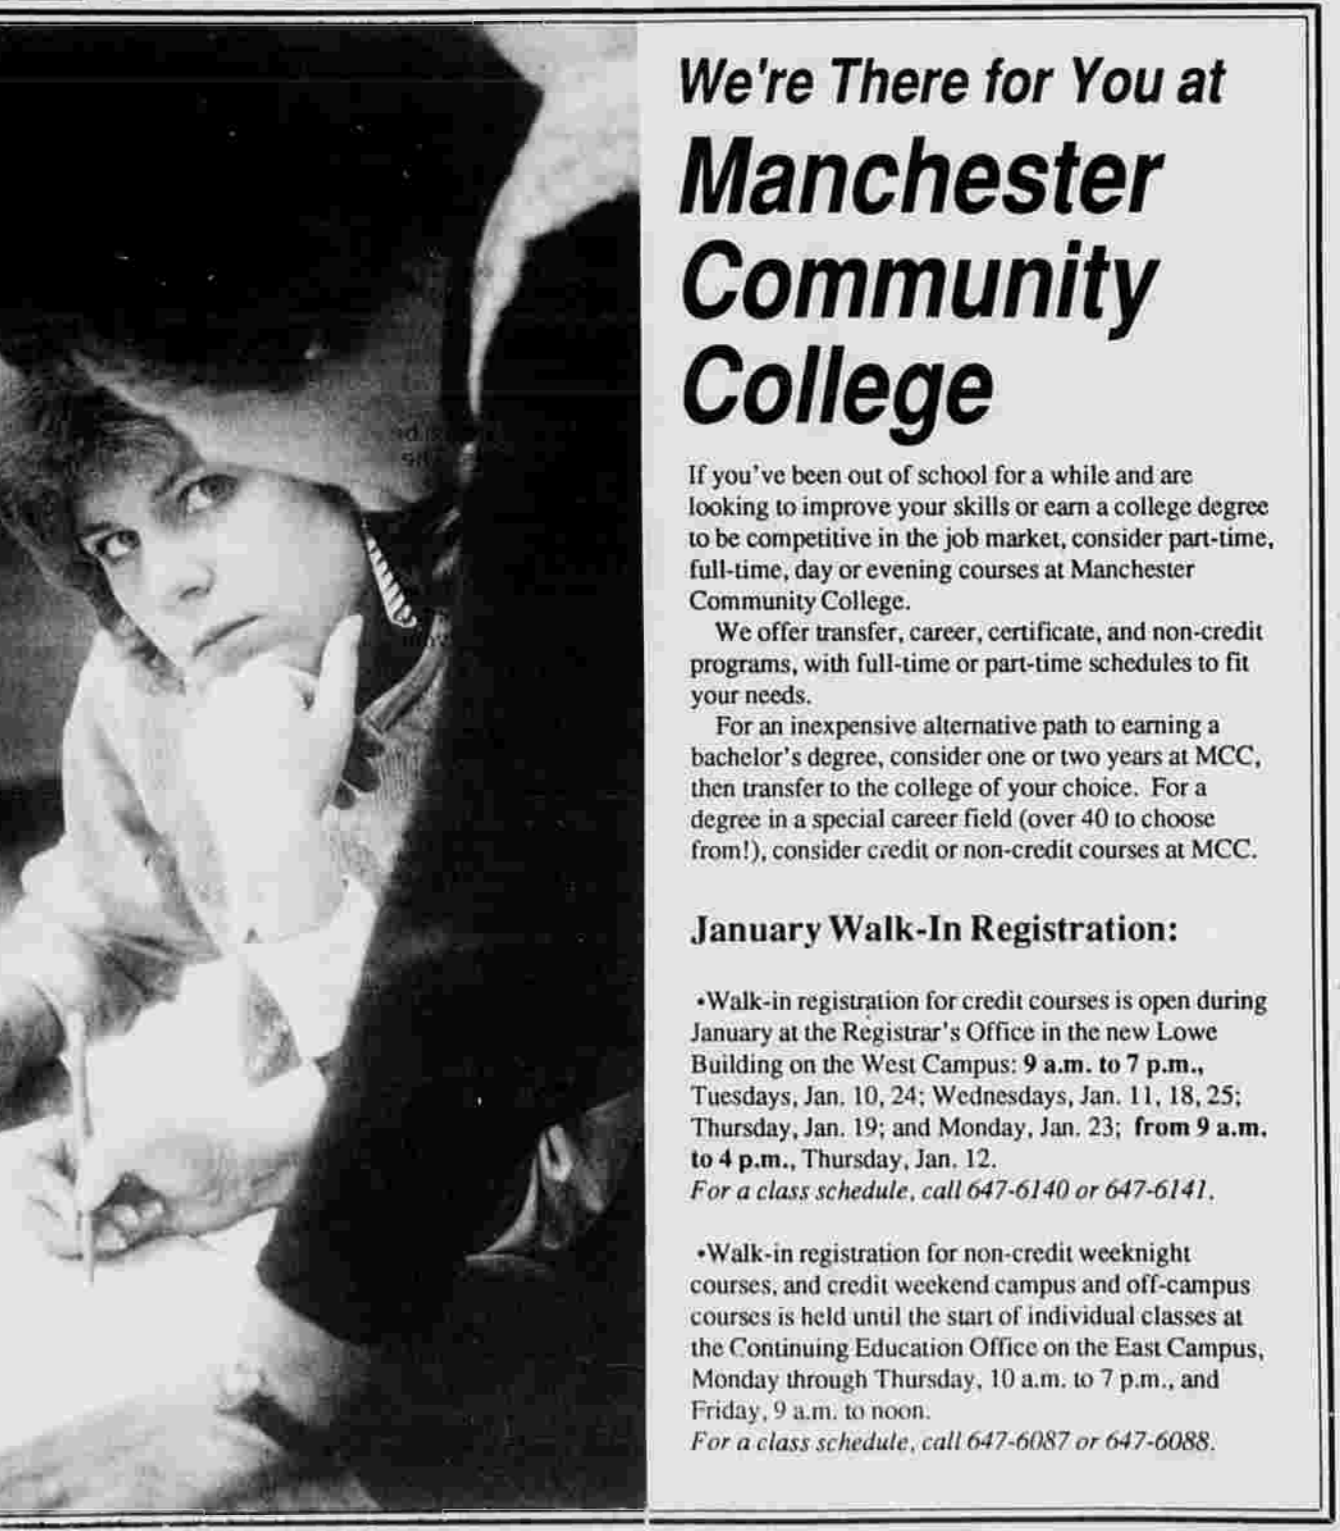 We're There for You at
Manchester
Community
College
If you've been out of school for a while and are
looking to improve your skills or earn a college degree
to be competitive in the job market, consider part-time,
full-time, day or evening courses at Manchester
Community College.
We offer transfer, career, certificate, and non-credit
programs, with full-time or part-time schedules to fit
your needs.
For an inexpensive alternative path to earning a
bachelor's degree, consider one or two years at MCC,
then transfer to the college of your choice. For a
degree in a special career field (over 40 to choose
from!), consider credit or non-credit courses at MCC.
January Walk-In Registration:
•Walk-in registration for credit courses is open during
January at the Registrar's Office in the new Lowe
Building on the West Campus: 9 a.m. to 7 p.m.,
Tuesdays, Jan. 10, 24; Wednesdays, Jan. 11, 18, 25;
Thursday, Jan. 19; and Monday, Jan. 23; from 9 a.m.
to 4 p.m., Thursday, Jan. 12.
For a class schedule, call 647-6140 or 647-6141.
•Walk-in registration for non-credit weeknight
courses, and credit weekend campus and off-campus
courses is held until the start of individual classes at
the Continuing Education Office on the East Campus,
Monday through Thursday, 10 a.m. to 7 p.m., and
Friday, 9 a.m. to noon.
For a class schedule, call 647-6087 or 647-6088.